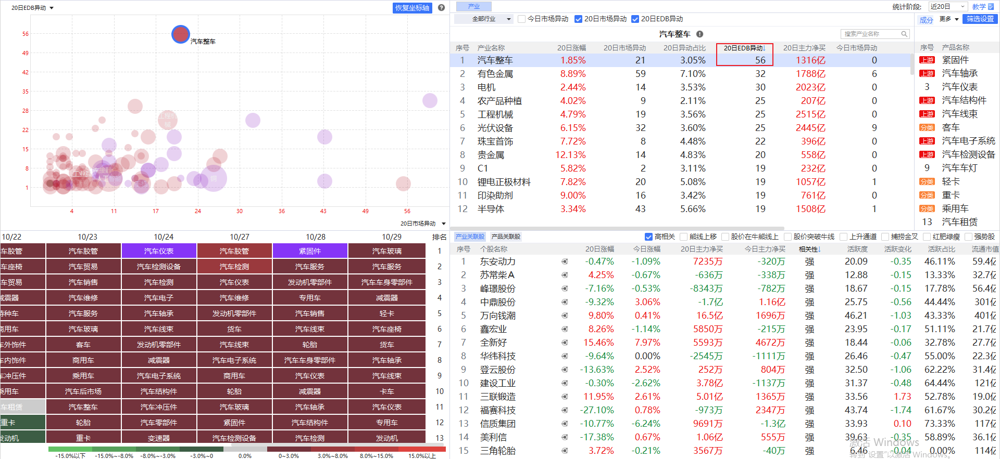 20日EDB异动
恢复坐标轴
56
49
42
35
28
22
15
8
1
4
11
17
24
30
36
43
49
56
汽车整车
工程机械
人工智能
20日市场异动
产业
统计阶段:
近20日
教学
全部行业
今日市场异动
20日市场异动
20日EDB异动
成分
更多
筛选设置
汽车整车
搜索产业名称
序号 产业名称 20日涨幅 20日市场异动 20日异动占比 20日EDB异动↓ 20日主力净买 今日市场异动
1 汽车整车 1.85% 21 3.05% 56 1316亿 0
2 有色金属 8.89% 59 7.10% 32 1788亿 6
3 电机 2.44% 14 3.53% 30 2023亿 0
4 农产品种植 4.02% 9 2.11% 25 207亿 0
5 工程机械 4.79% 19 3.56% 25 2515亿 0
6 光伏设备 6.15% 32 3.60% 25 2445亿 9
7 珠宝首饰 7.72% 8 4.48% 22 396亿 0
8 贵金属 12.13% 14 4.83% 20 558亿 0
9 C1 5.82% 2 3.11% 19 232亿 0
10 锂电正极材料 7.82% 20 5.08% 19 1057亿 1
11 印染助剂 9.00% 16 3.42% 19 761亿 0
12 半导体 3.34% 43 5.66% 19 1508亿 1
序号 产品名称
上游 紧固件
上游 汽车轴承
3 汽车仪表
上游 汽车结构件
上游 汽车线束
分类 客车
上游 汽车电子系统
上游 汽车检测设备
9 汽车车灯
分类 轻卡
分类 重卡
分类 乘用车
13 汽车租赁
10/22 10/23 10/24 10/27 10/28 10/29 排名
车胶管 汽车胶管 汽车仪表 汽车胶管 紧固件 汽车玻璃 1
车座椅 汽车贸易 汽车检测设备 汽车检测 汽车服务 汽车服务 2
车贸易 汽车销售 汽车检测 汽车仪表 发动机零部件 汽车车身零部件 3
减震器 汽车维修 汽车电子 汽车维修 专用车 减震器 4
特种车 汽车服务 汽车轴承 发动机零部件 汽车销售 轻卡 5
商用车 汽车玻璃 汽车线束 货车 汽车线束 汽车座椅 6
车外饰件 客车 发动机零部件 汽车线束 轮胎 货车 7
车内饰件 商用车 减震器 汽车电子系统 汽车车身零部件 汽车轴承 8
车冲压件 乘用车 汽车电子系统 商用车 汽车仪表 汽车线束 9
乘用车 汽车后市场 汽车结构件 轮胎 减震器 卡车 10
车租赁 汽车整车 汽车冲压件 汽车玻璃 汽车轴承 汽车仪表 11
重卡 轮胎 汽车零部件 紧固件 汽车结构件 专用车 12
发动机 重卡 变速器 汽车检测设备 汽车检测 发动机 13
-15.0%以下 -15.0%~-8.0% -8.0%~-3.0% -3.0%~0 0.0% 0~3.0% 3.0%~8.0% 8.0%~15.0% 15.0%以上
产业关联股 产品关联股 高相关 能线上移 股价在牛能线上 股价突破牛线 上升通道 捕捞金叉 红肥绿瘦 强势股
序号 个股名称 20日涨幅 今日涨幅 20日主力净买 今日主力净买 相关性↓ 活跃度 活跃变化 活跃占比 流通市值
1 东安动力 -0.47% -1.09% 7235万 -320万 强 20.09 -0.35 46.11% 59.4亿
2 苏常柴A 4.25% -0.67% -636万 -338万 强 12.88 -0.15 13.33% 32.7亿
3 峰璟股份 -7.16% -0.53% -8343万 -782万 强 18.67 -0.15 17.78% 56.4亿
4 中鼎股份 -9.32% 3.06% -1.7亿 1.16亿 强 25.75 -0.56 44.44% 301亿
5 万向钱潮 9.80% 0.41% 16.5亿 1696万 强 46.21 -1.03 43.33% 401亿
6 鑫宏业 8.26% -1.14% 5850万 -215万 强 23.95 -0.17 51.11% 21.7亿
7 全新好 15.46% 7.97% 5593万 4672万 强 18.44 -0.06 32.78% 27.7亿
8 华纬科技 -9.64% 0.00% -2545万 -1111万 强 26.46 -0.47 55.00% 22.3亿
9 登云股份 -13.63% 2.52% 252万 804万 强 32.50 -1.06 62.22% 31.4亿
10 建设工业 -0.30% -2.62% 3.78亿 -1137万 强 31.37 -0.48 64.44% 121亿
11 三联锻造 11.95% 2.61% 5.01亿 1365万 强 33.56 1.73 52.78% 19.0亿
12 福赛科技 -27.10% 0.78% -973万 2347万 强 43.74 -1.74 61.67% 30.2亿
13 信质集团 -10.77% -6.24% 9691万 -1.3亿 强 33.93 0.10 73.33% 117亿
14 美利信 -17.38% 0.67% 1.06亿 555万 强 39.63 -0.35 58.89% 36.1亿
15 三角轮胎 3.72% -0.21% 3567万 -40万 强 6.46 -0.04 0.00% 114亿
激活 Windows
转到"设置"以激活 Windows。